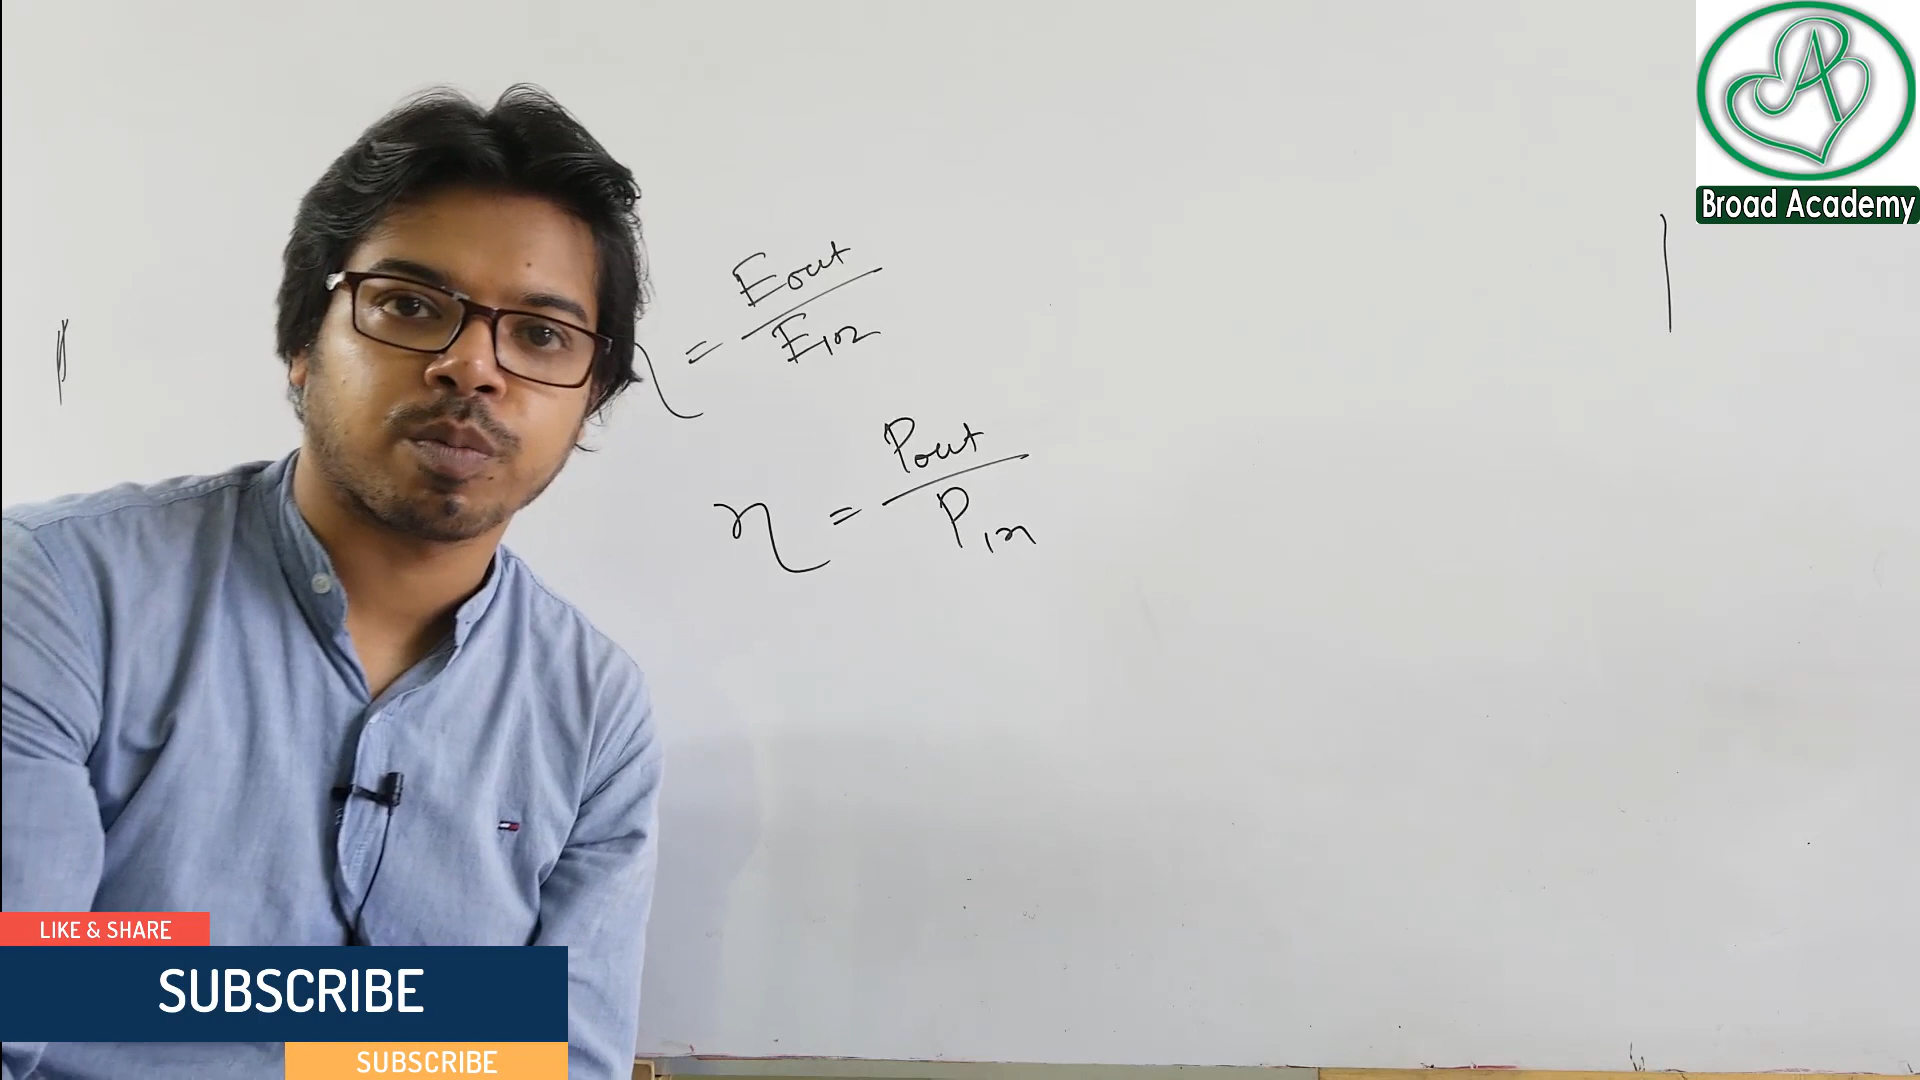 Broad Academy
η = Eout / Ein
η = Pout / Pin
LIKE & SHARE
SUBSCRIBE
SUBSCRIBE